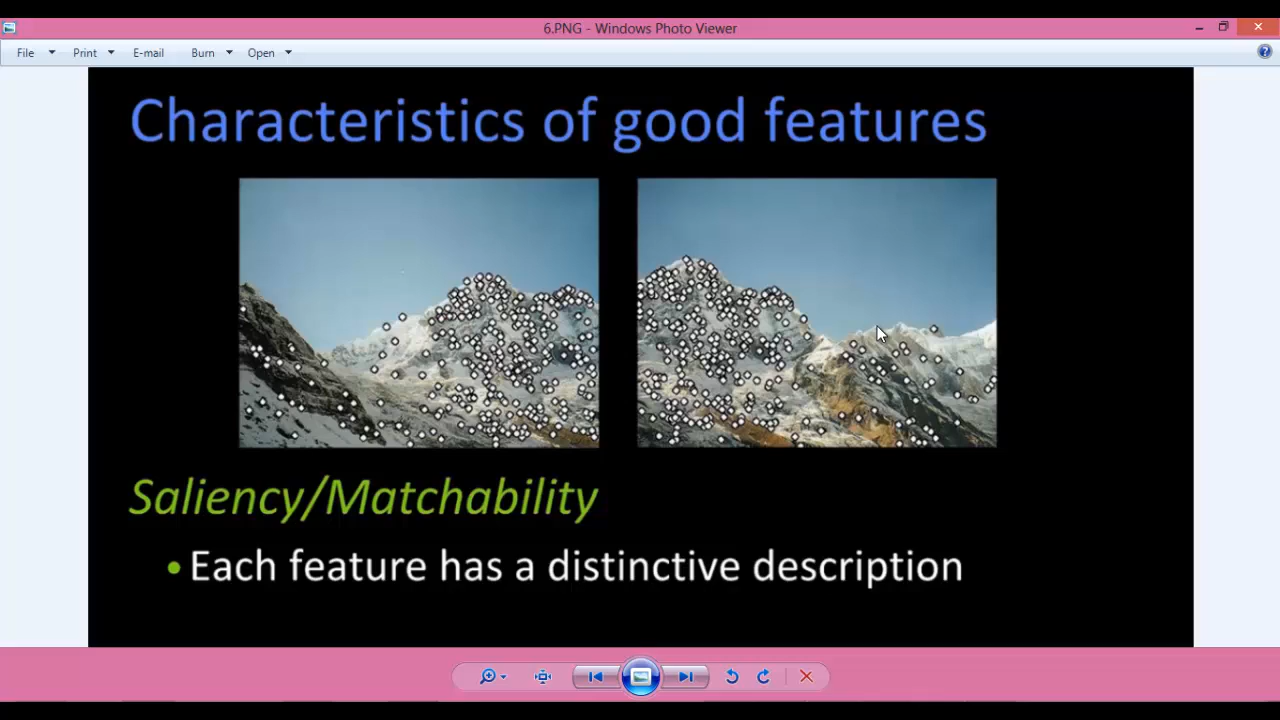 6.PNG - Windows Photo Viewer
File Print E-mail Burn Open
Characteristics of good features
Saliency/Matchability
• Each feature has a distinctive description